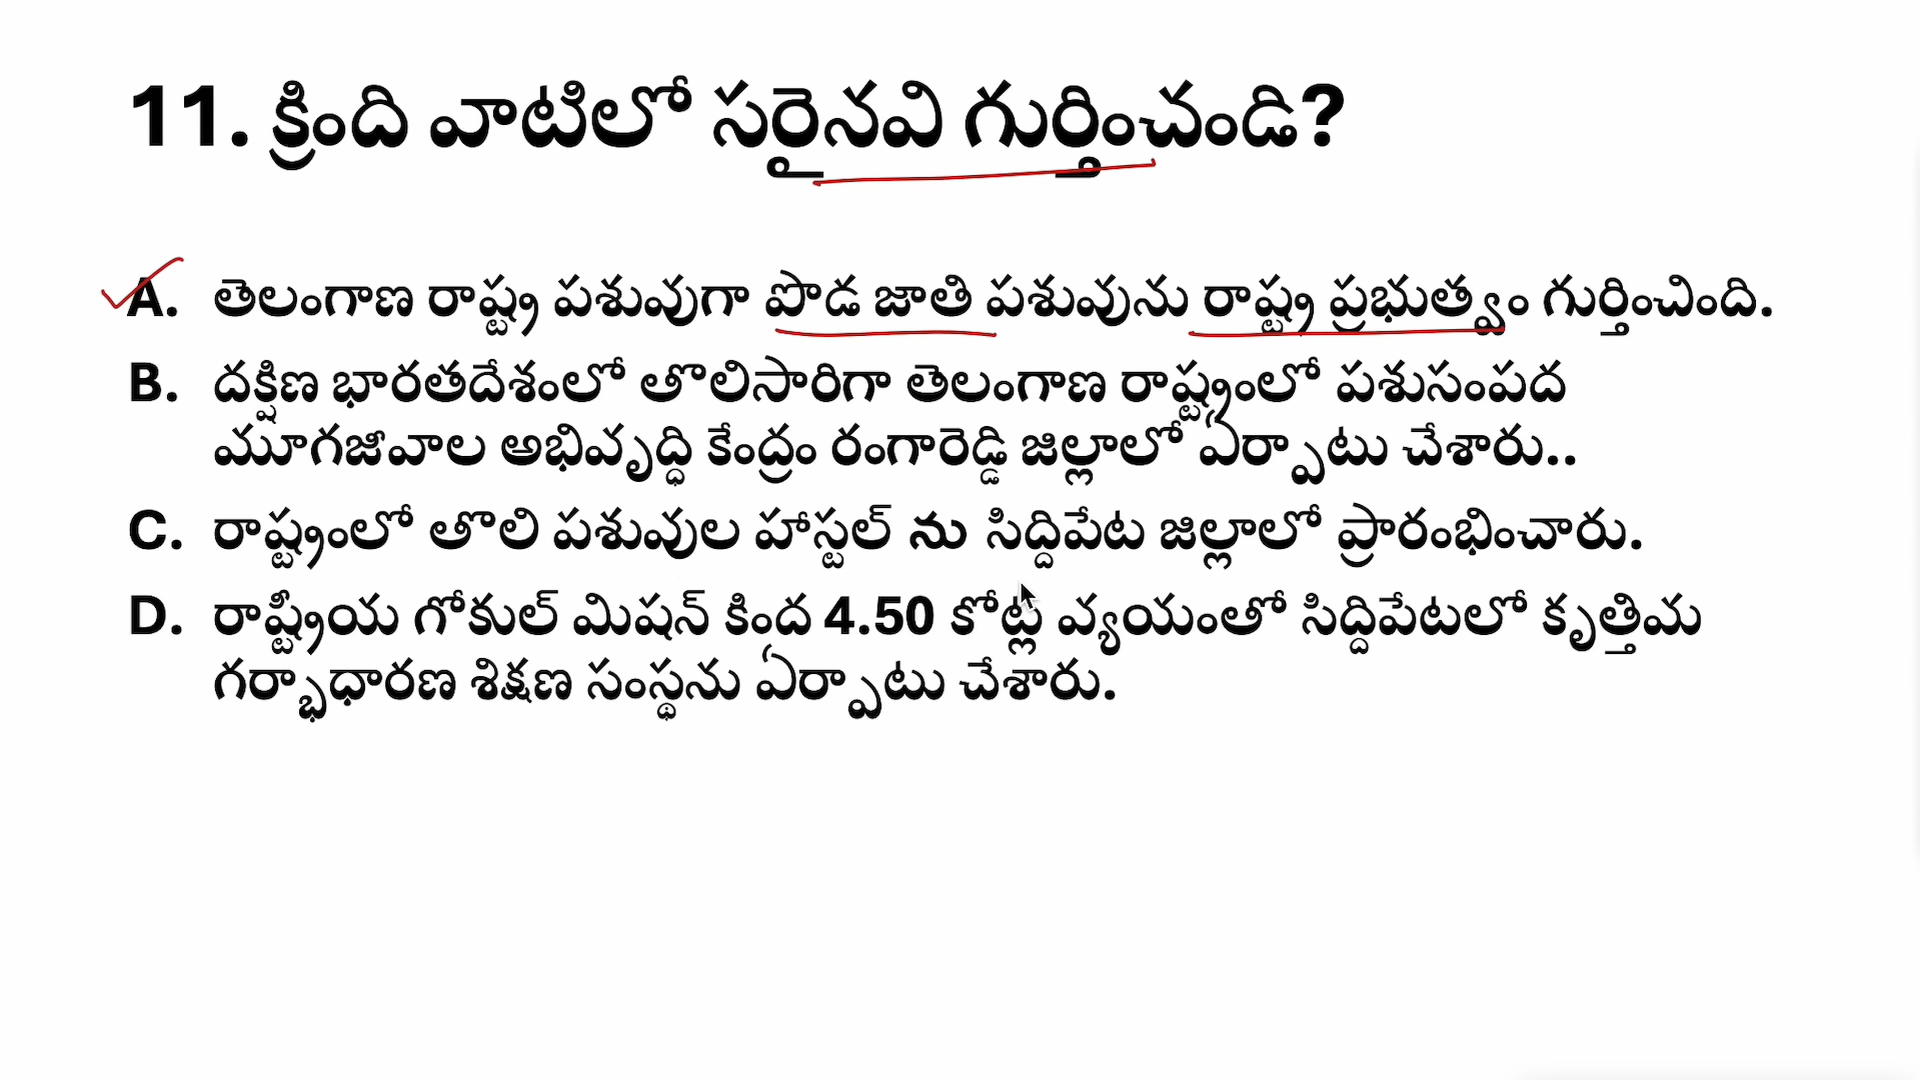 11. క్రింది వాటిలో సరైనవి గుర్తించండి?
A. తెలంగాణ రాష్ట్ర పశువుగా పొడ జాతి పశువును రాష్ట్ర ప్రభుత్వం గుర్తించింది.
B. దక్షిణ భారతదేశంలో తొలిసారిగా తెలంగాణ రాష్ట్రంలో పశుసంపద
మూగజీవాల అభివృద్ధి కేంద్రం రంగారెడ్డి జిల్లాలో ఏర్పాటు చేశారు..
C. రాష్ట్రంలో తొలి పశువుల హాస్టల్ ను సిద్దిపేట జిల్లాలో ప్రారంభించారు.
D. రాష్ట్రీయ గోకుల్ మిషన్ కింద 4.50 కోట్ల వ్యయంతో సిద్దిపేటలో కృత్తిమ
గర్భాధారణ శిక్షణ సంస్థను ఏర్పాటు చేశారు.